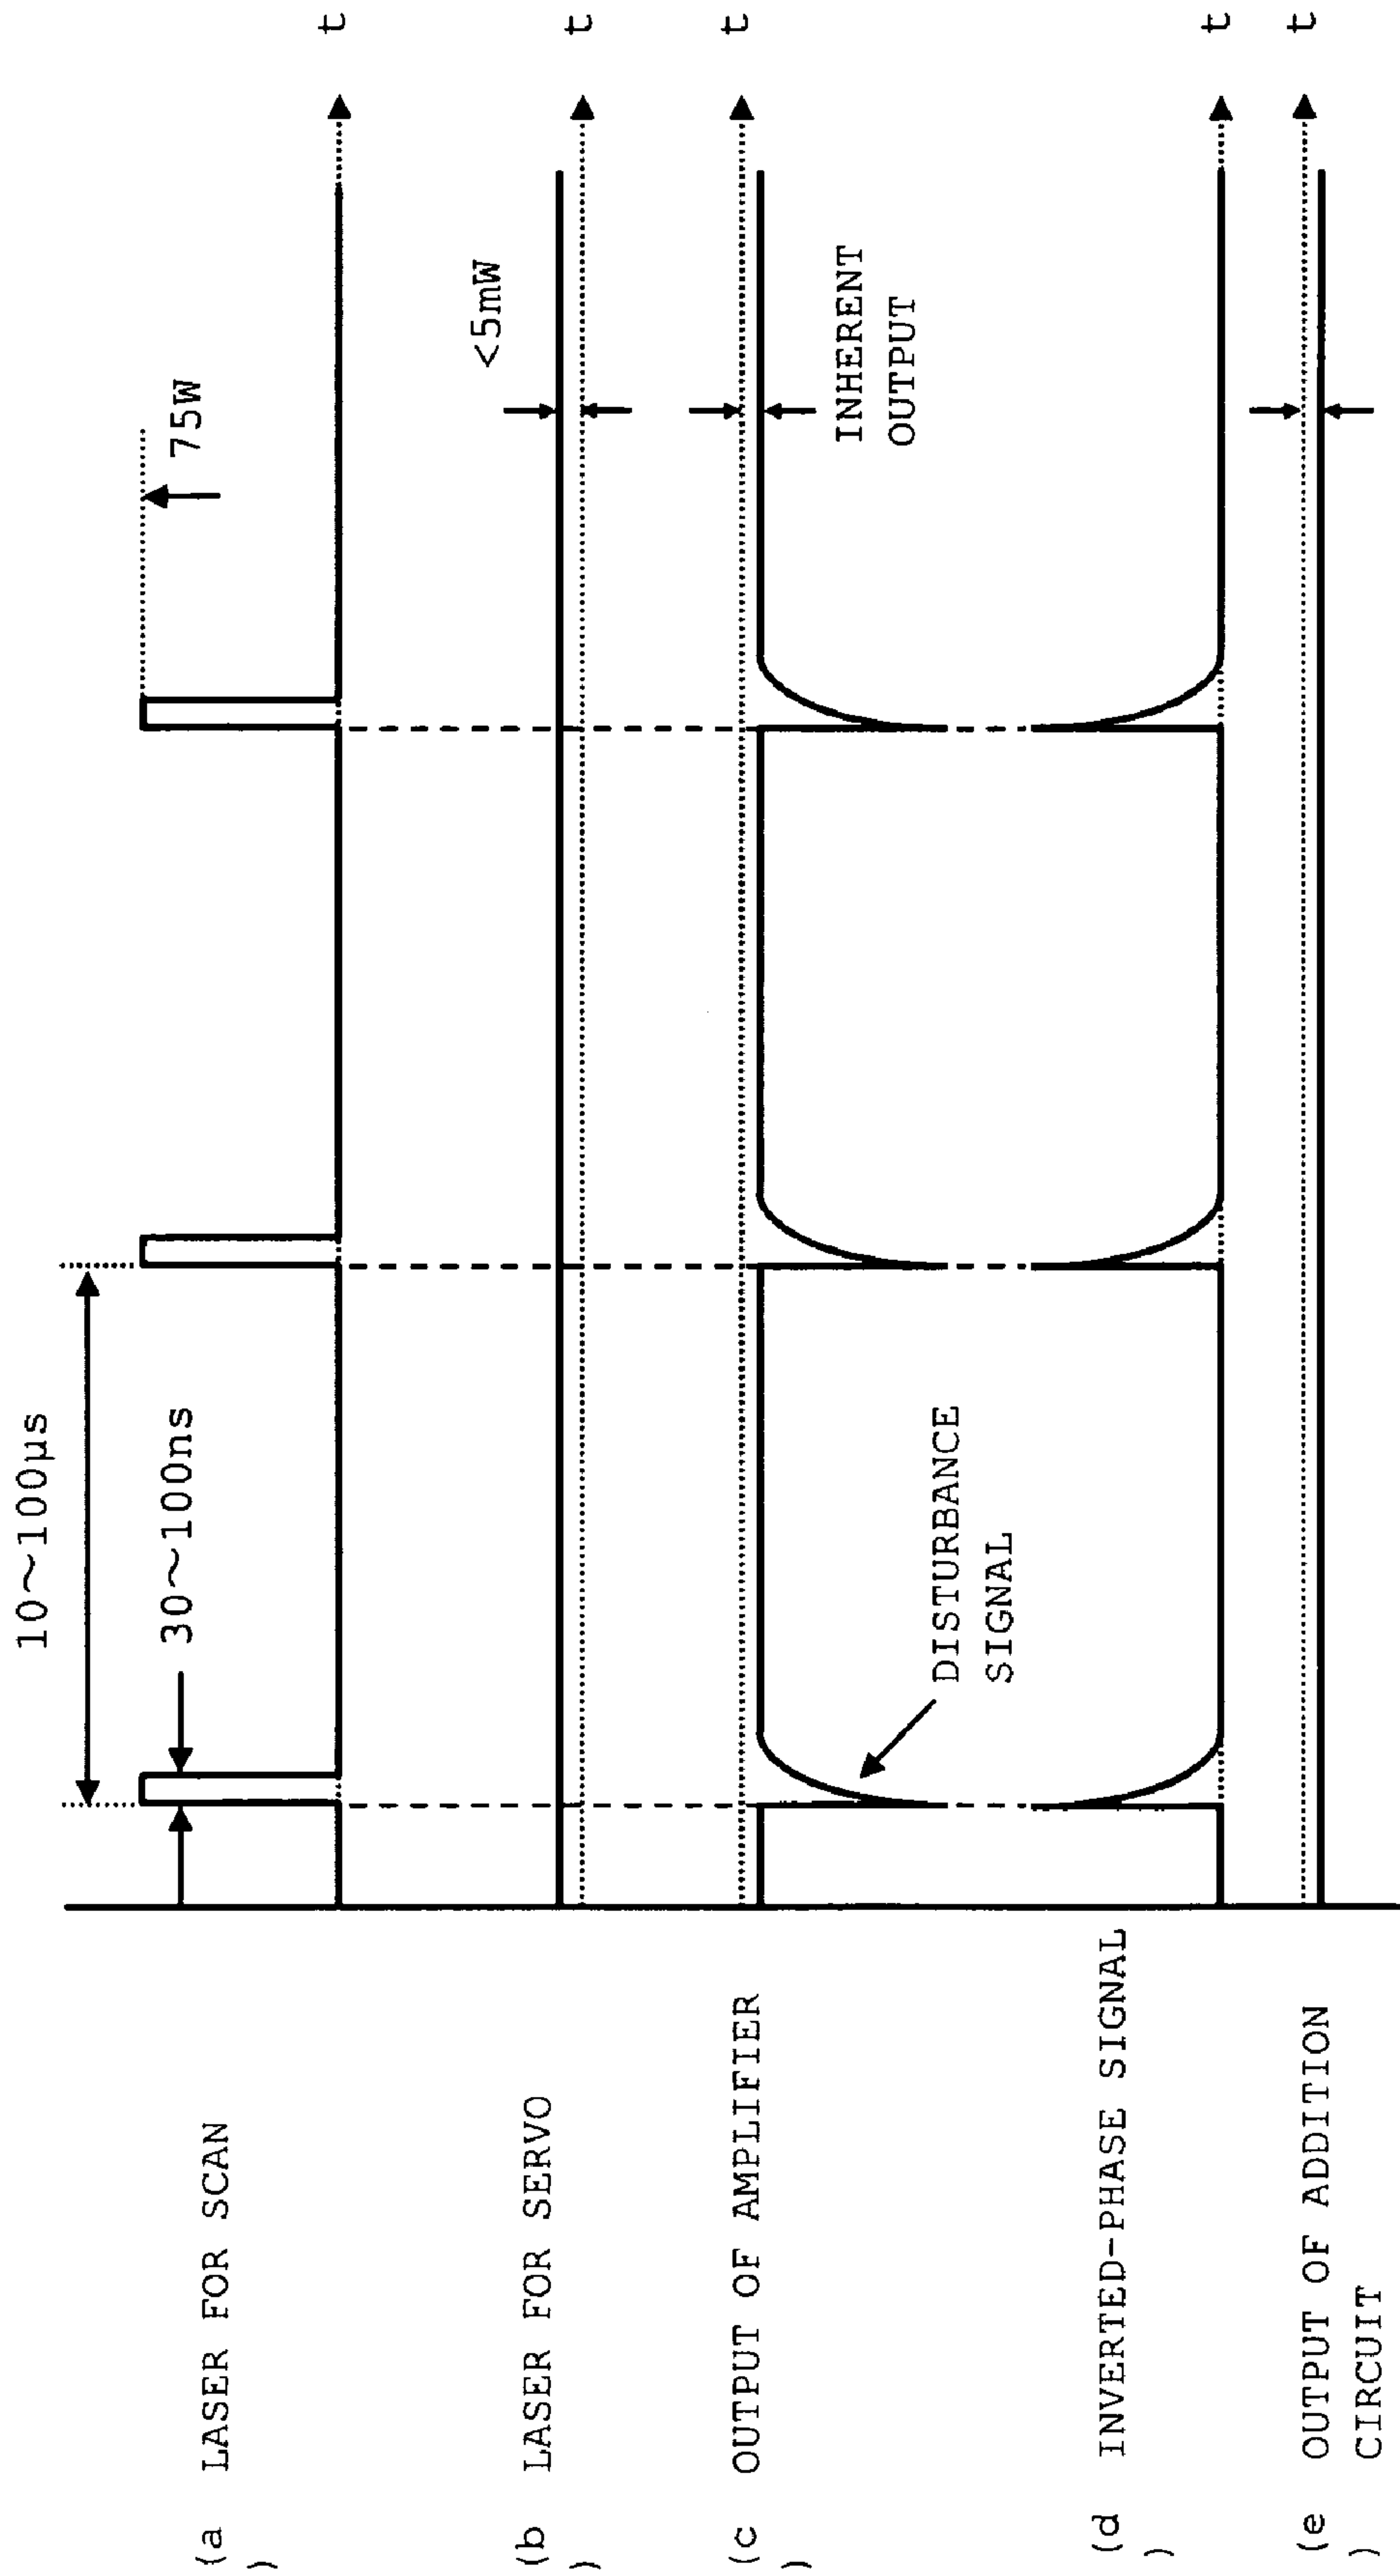 10~100μs
30~100ns
75W
(a) LASER FOR SCAN
t
<5mW
(b) LASER FOR SERVO
t
(c) OUTPUT OF AMPLIFIER
t
INHERENT
OUTPUT
DISTURBANCE
SIGNAL
(d) INVERTED-PHASE SIGNAL
t
(e) OUTPUT OF ADDITION
CIRCUIT
t